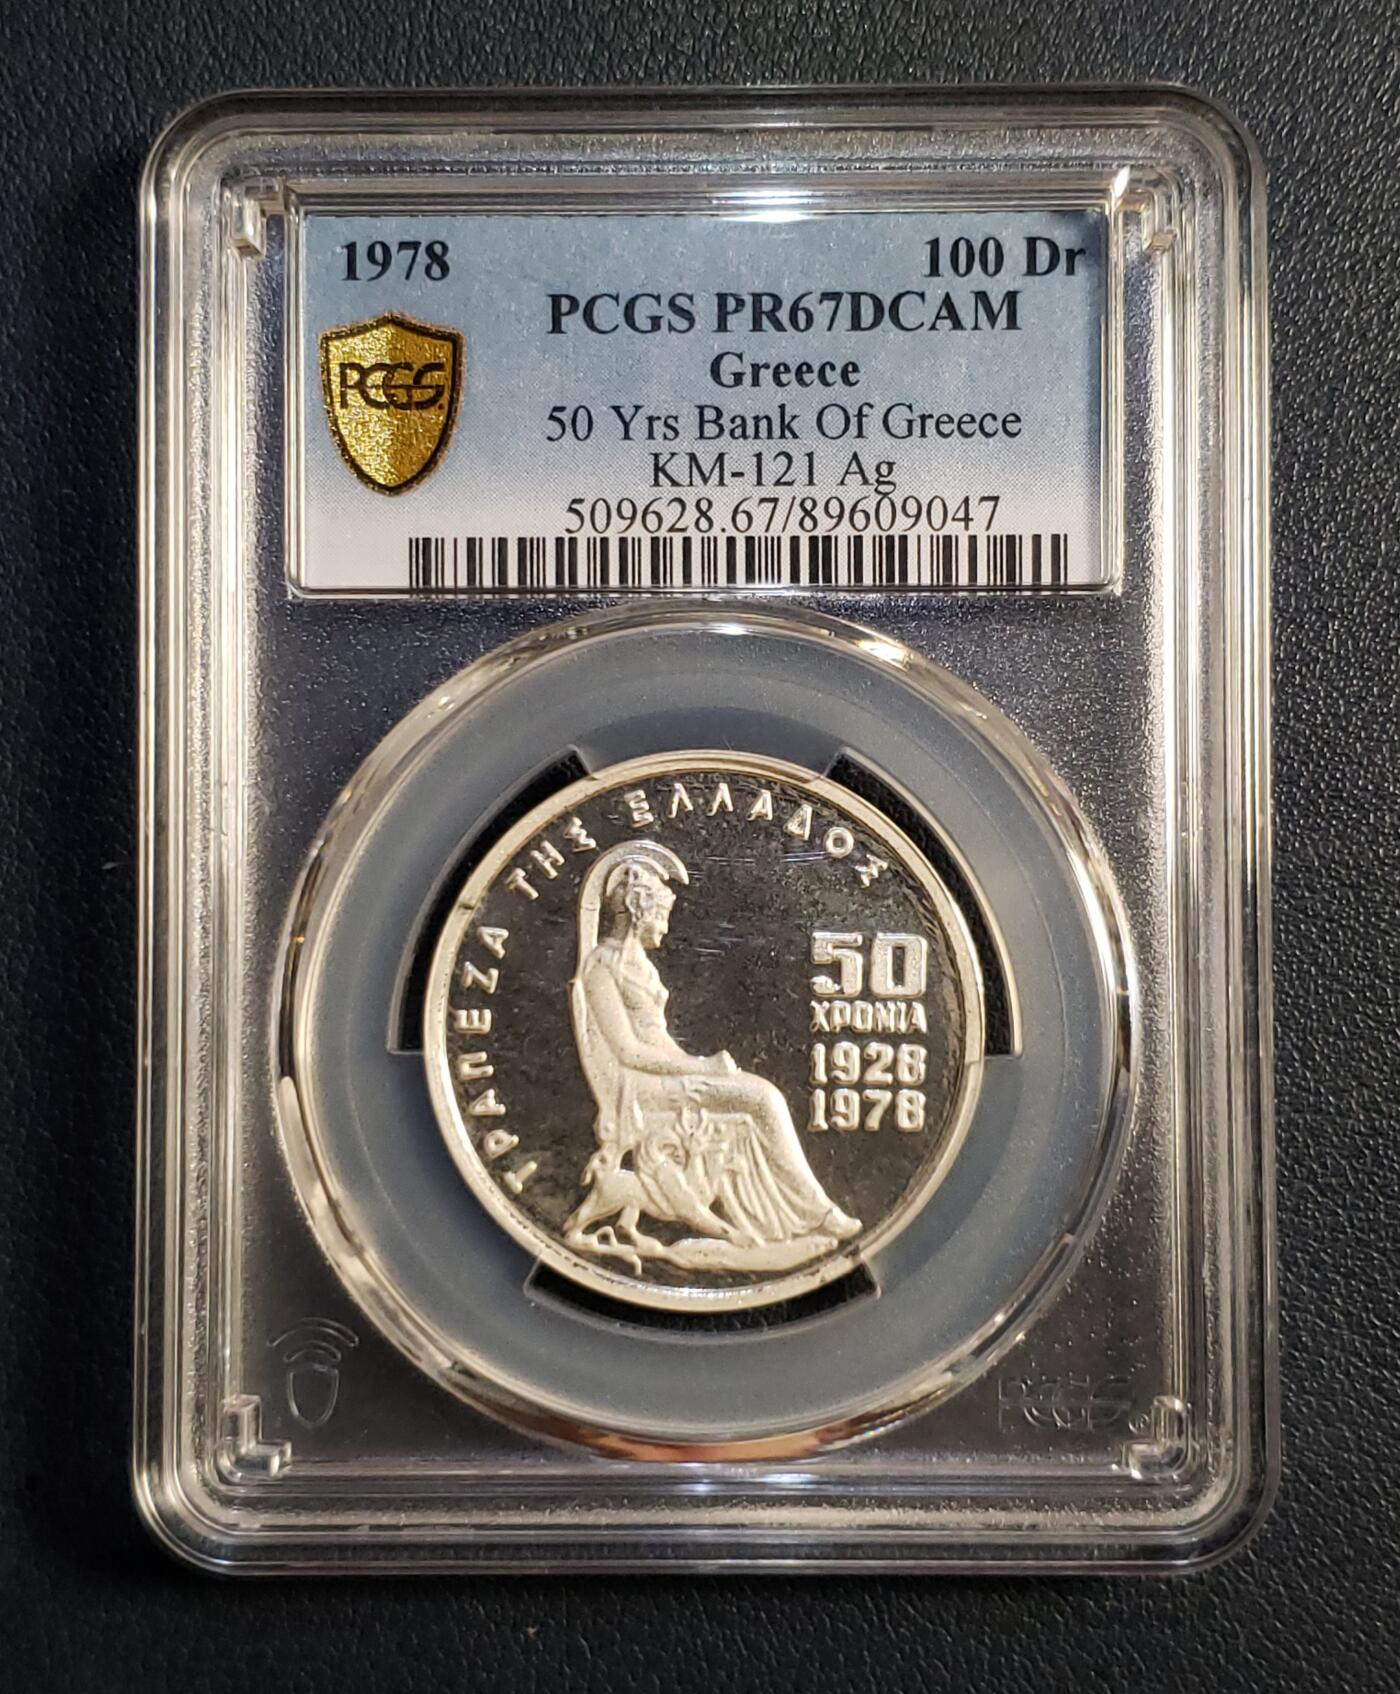 1978 100 Dr
PCGS PR67DCAM
PCGS
Greece
50 Yrs Bank Of Greece
KM-121 Ag
509628.67/89609047
ΤΡΑΠΕΖΑ ΤΗΣ ΕΛΛΑΔΟΣ
50
ΧΡΟΝΙΑ
1928
1978
PCGS